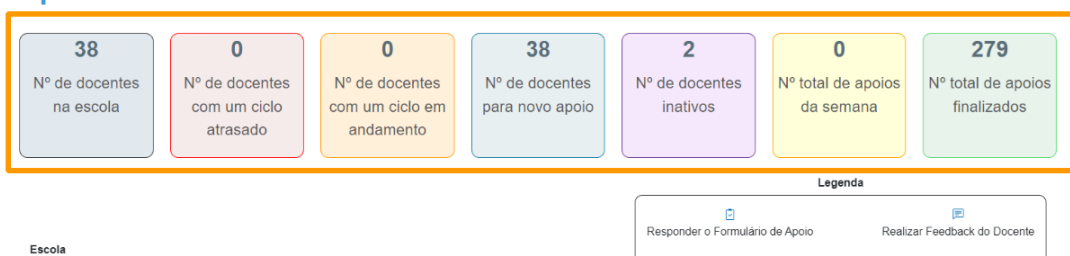 38
Nº de docentes
na escola
0
Nº de docentes
com um ciclo
atrasado
0
Nº de docentes
com um ciclo em
andamento
38
Nº de docentes
para novo apoio
2
Nº de docentes
inativos
0
Nº total de apoios
da semana
279
Nº total de apoios
finalizados
Legenda
Responder o Formulário de Apoio
Realizar Feedback do Docente
Escola